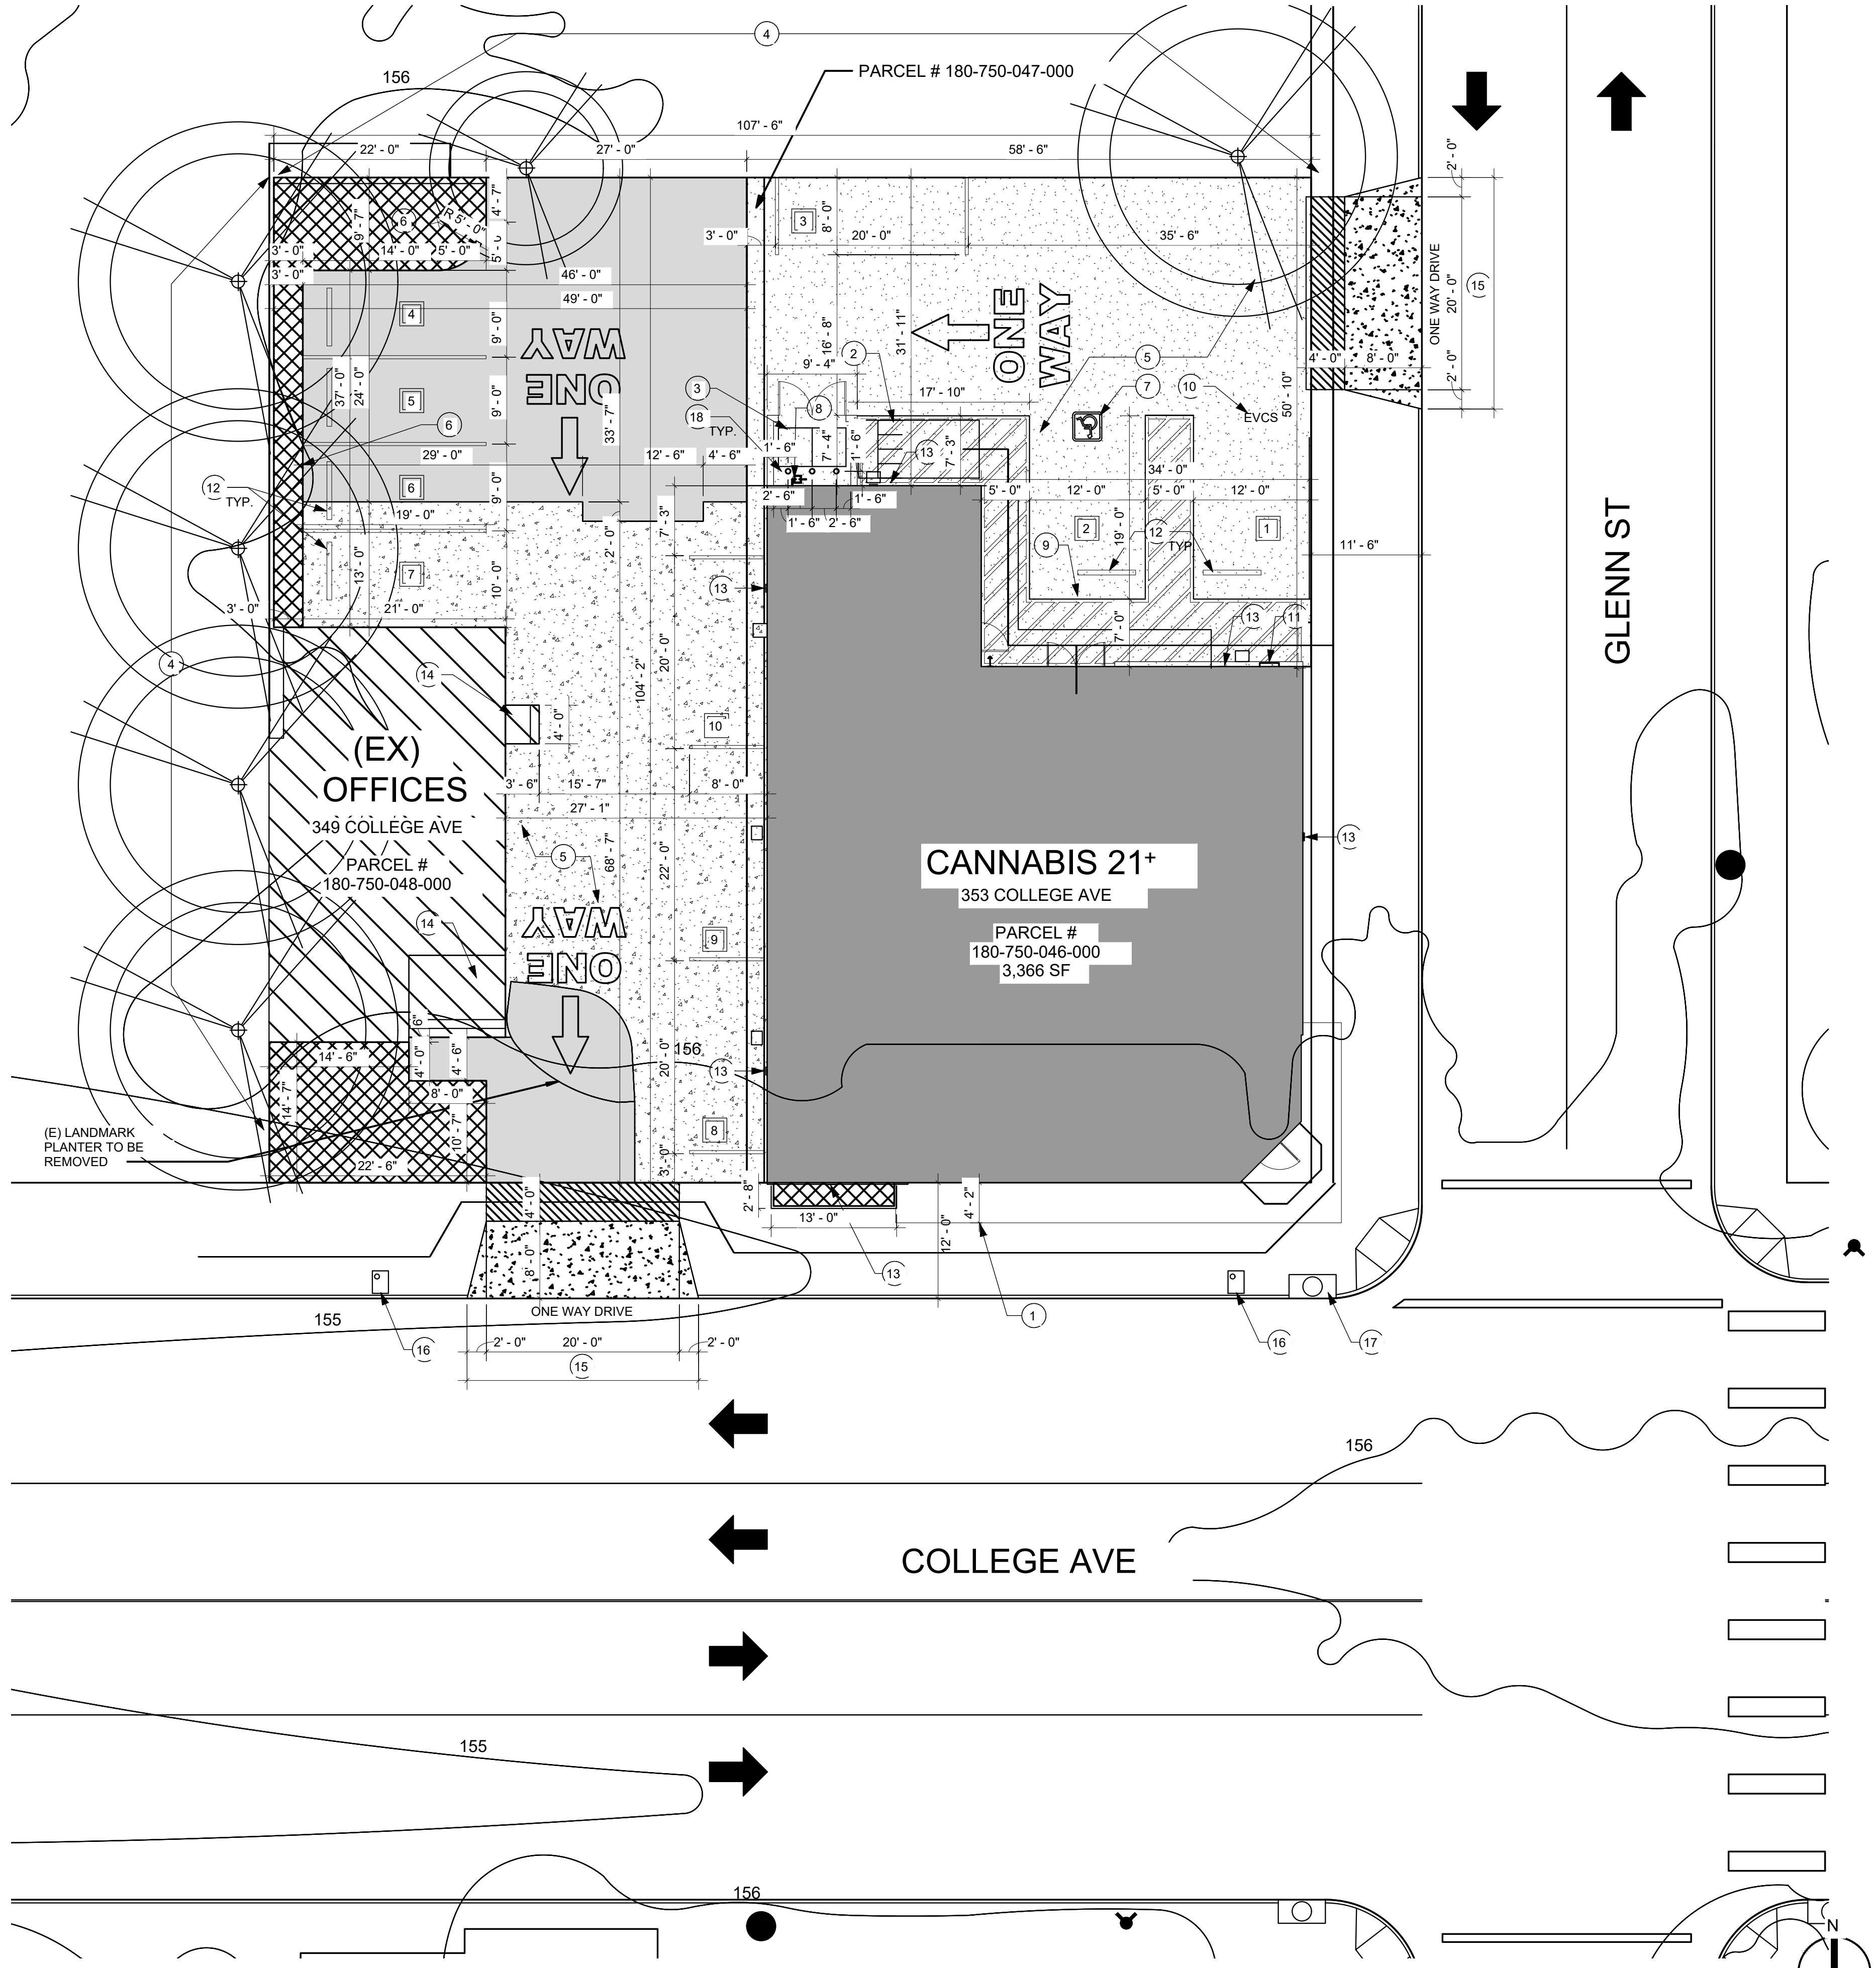 4
156
PARCEL # 180-750-047-000
107' - 6"
22' - 0"
27' - 0"
58' - 6"
2' - 0"
4' - 7"
9' - 7"
6
R 5' - 0"
3' - 0"
14' - 0"
5' - 0"
3
8' - 0"
3' - 0"
20' - 0"
35' - 6"
3' - 0"
46' - 0"
49' - 0"
ONE WAY DRIVE
20' - 0"
15
4
9' - 0"
ONE
WAY
16' - 8"
31' - 11"
ONE
WAY
2
9' - 4"
5
4' - 0"
8' - 0"
2' - 0"
37' - 0"
24' - 0"
5
9' - 0"
33' - 7"
3
8
17' - 10"
7
10
EVCS
50' - 10"
18
TYP.
6
1' - 6"
7' - 4"
1' - 6"
13
7' - 3"
29' - 0"
12' - 6"
4' - 6"
34' - 0"
12
TYP.
6
9' - 0"
2' - 6"
1' - 6"
5' - 0"
12' - 0"
5' - 0"
12' - 0"
19' - 0"
1' - 6"
2' - 6"
2
19' - 0"
12
TYP.
1
9
11' - 6"
GLENN ST
2' - 0"
7' - 3"
13' - 0"
7
10' - 0"
13
3' - 0"
21' - 0"
7' - 0"
13
11
4
14
104' - 2"
20' - 0"
4' - 0"
10
(EX)
OFFICES
349 COLLEGE AVE
PARCEL #
180-750-048-000
3' - 6"
15' - 7"
8' - 0"
27' - 1"
5
68' - 7"
22' - 0"
13
CANNABIS 21+
353 COLLEGE AVE
PARCEL #
180-750-046-000
3,366 SF
14
ONE
WAY
9
6"
14' - 6"
4' - 0"
4' - 6"
156
20' - 0"
13
14' - 7"
8' - 0"
10' - 7"
8
(E) LANDMARK
PLANTER TO BE
REMOVED
22' - 6"
3' - 0"
4' - 0"
2' - 8"
13' - 0"
4' - 2"
12' - 0"
8' - 0"
13
ONE WAY DRIVE
155
1
16
2' - 0"
20' - 0"
2' - 0"
15
16
17
156
COLLEGE AVE
155
156
N